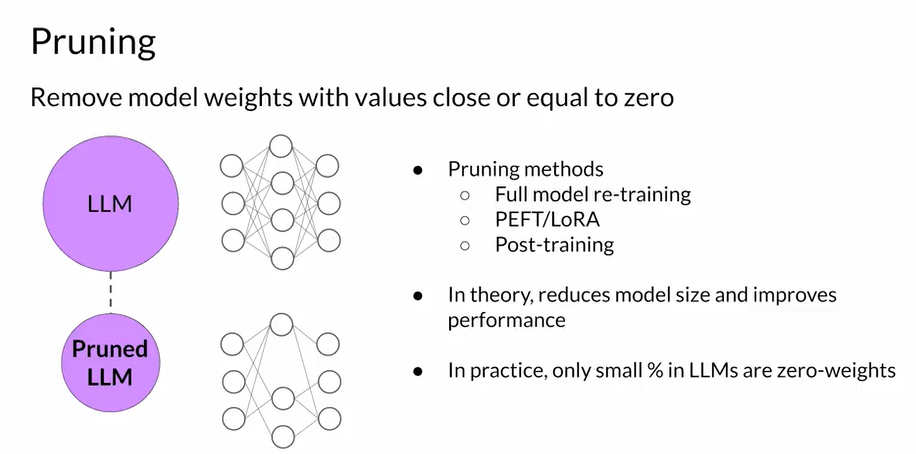 Pruning
Remove model weights with values close or equal to zero
LLM
Pruned
LLM
● Pruning methods
○ Full model re-training
○ PEFT/LoRA
○ Post-training
● In theory, reduces model size and improves
performance
● In practice, only small % in LLMs are zero-weights